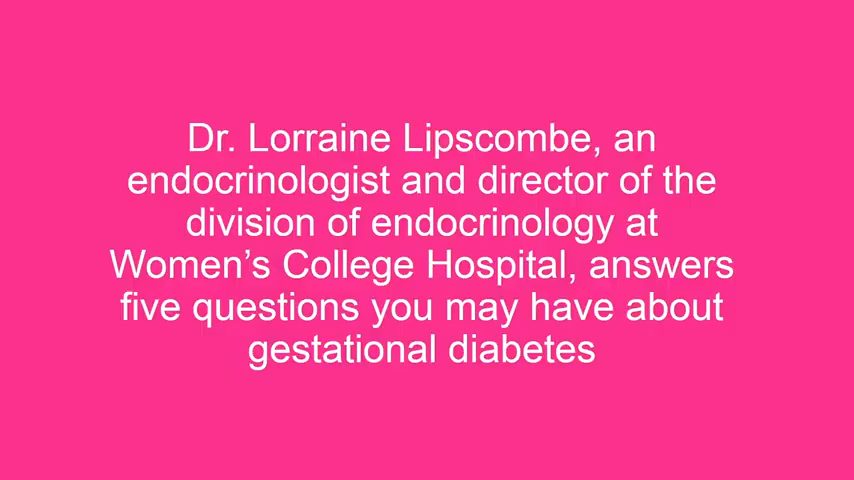 Dr. Lorraine Lipscombe, an
endocrinologist and director of the
division of endocrinology at
Women’s College Hospital, answers
five questions you may have about
gestational diabetes